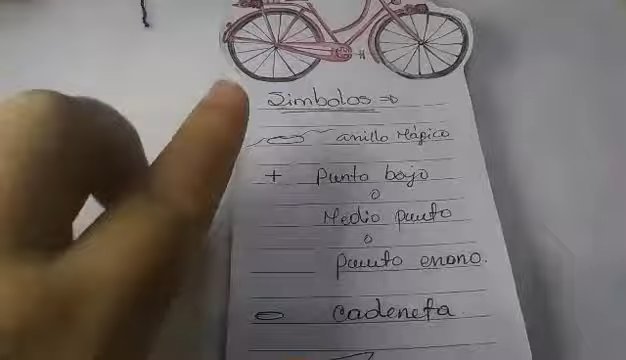 Simbolos ⇒
anillo Mágico
+ Punto bajo
o
Medio punto
o
punto enano.
cadeneta